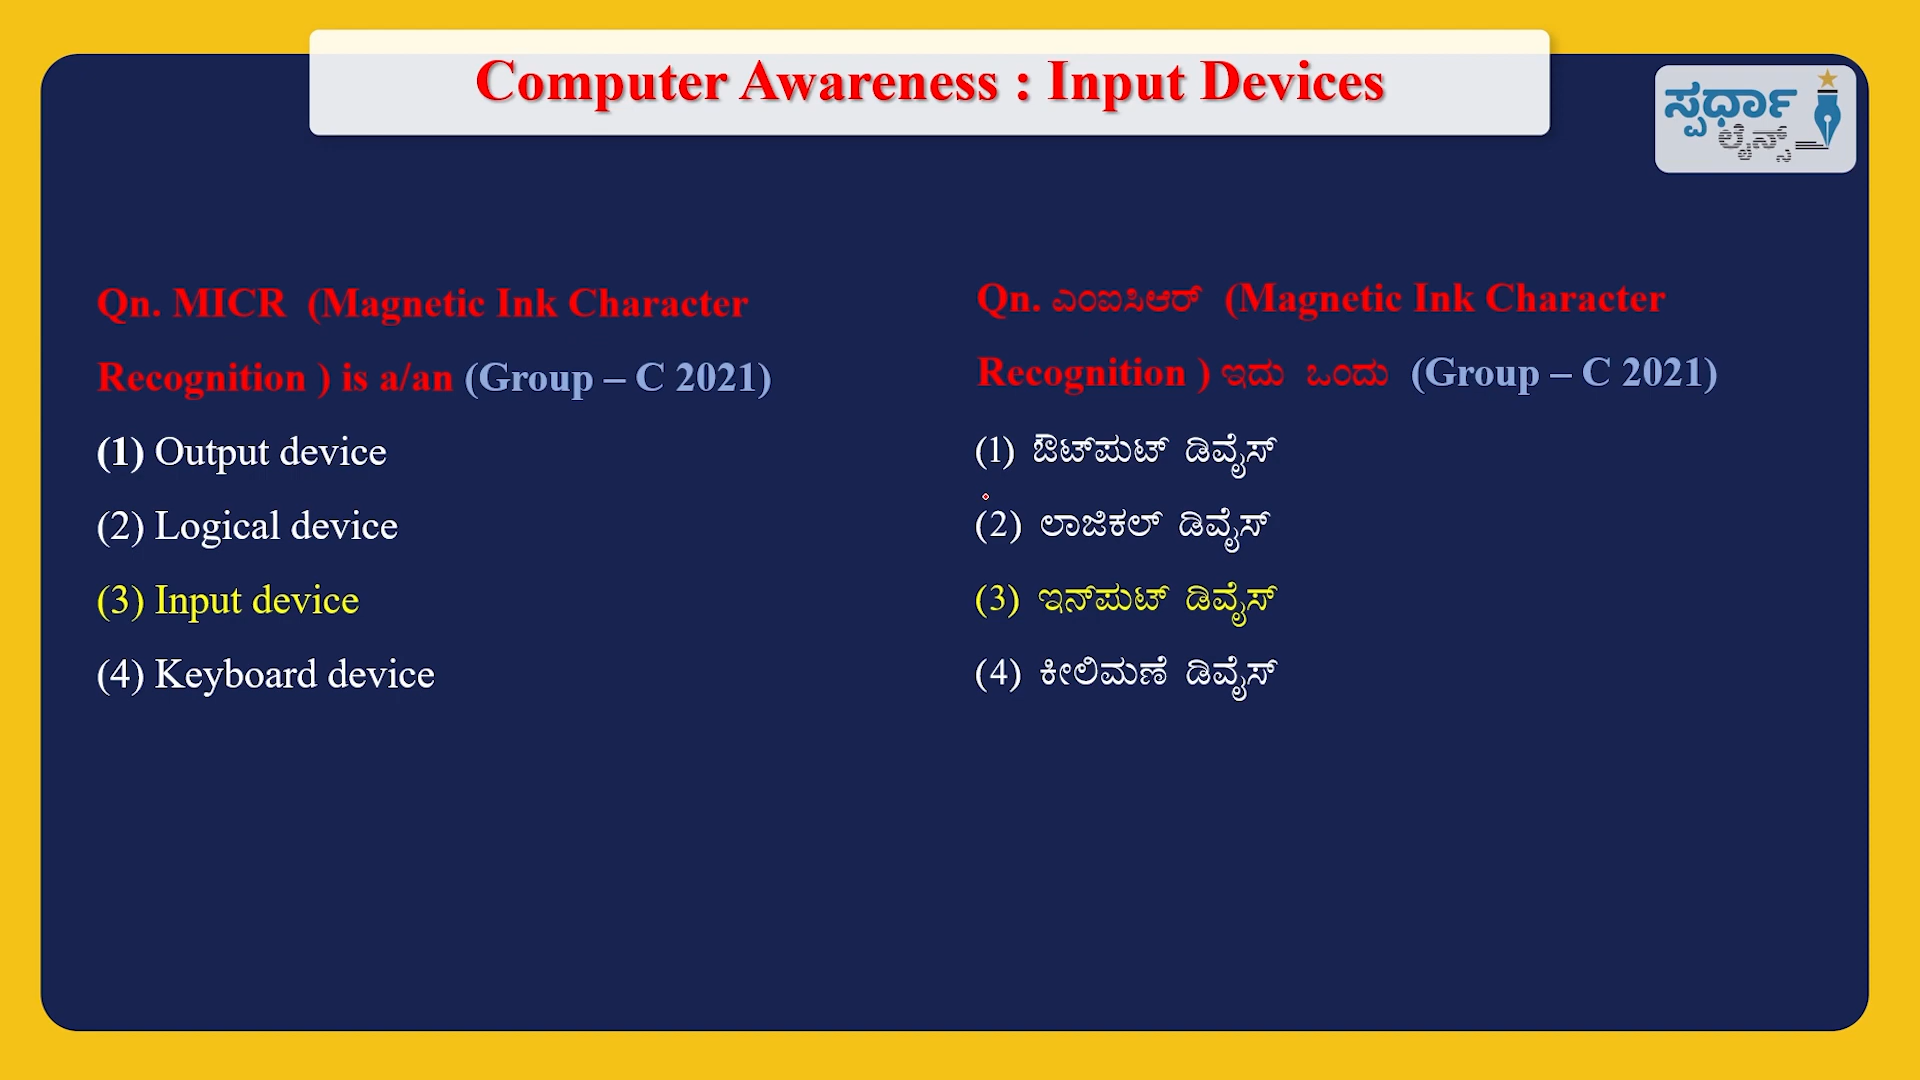 Computer Awareness : Input Devices
ಸ್ಪರ್ಧಾ
ಲೈನ್ಸ್
Qn. MICR (Magnetic Ink Character
Recognition ) is a/an (Group – C 2021)
(1) Output device
(2) Logical device
(3) Input device
(4) Keyboard device
Qn. ಎಂಐಸಿಆರ್ (Magnetic Ink Character
Recognition ) ಇದು ಒಂದು (Group – C 2021)
(1) ಔಟ್‌ಪುಟ್ ಡಿವೈಸ್
(2) ಲಾಜಿಕಲ್ ಡಿವೈಸ್
(3) ಇನ್‌ಪುಟ್ ಡಿವೈಸ್
(4) ಕೀಲಿಮಣೆ ಡಿವೈಸ್